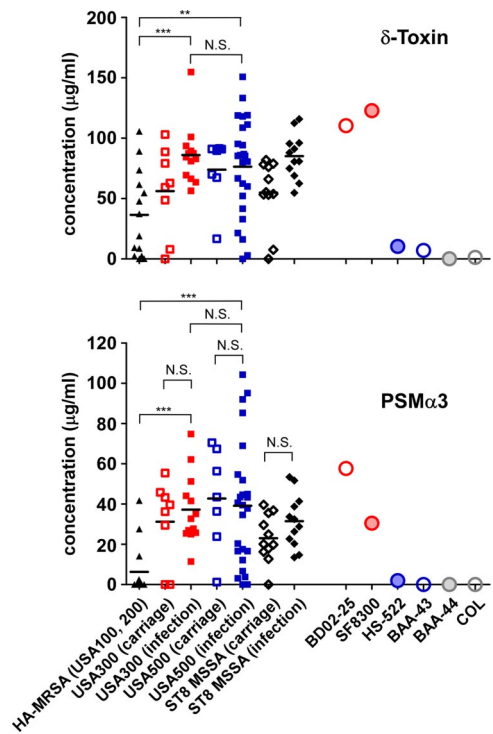 δ-Toxin
**
***
N.S.
concentration (μg/ml)
200
150
100
50
0
PSMα3
***
N.S.
N.S.
N.S.
***
N.S.
concentration (μg/ml)
120
100
80
60
40
20
0
HA-MRSA (USA100, 200)
USA300 (carriage)
USA300 (infection)
USA500 (carriage)
USA500 (infection)
ST8 MSSA (carriage)
ST8 MSSA (infection)
BD02-25
SF8300
HS-522
BAA-43
BAA-44
COL